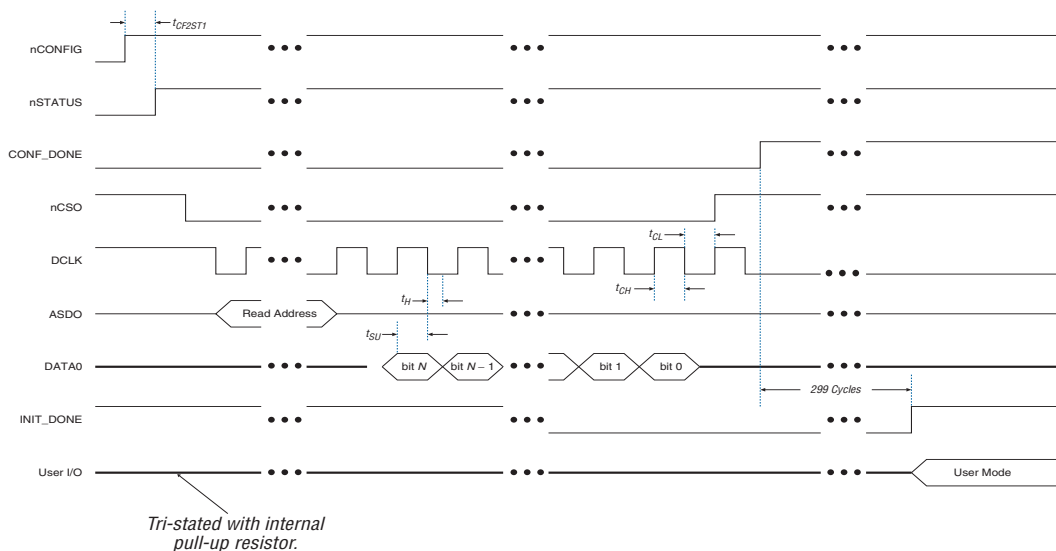 tCF2ST1
nCONFIG
nSTATUS
CONF_DONE
nCSO
tCL
DCLK
tH
tCH
ASDO
Read Address
tSU
DATA0
bit N
bit N – 1
bit 1
bit 0
299 Cycles
INIT_DONE
User I/O
User Mode
Tri-stated with internal
pull-up resistor.